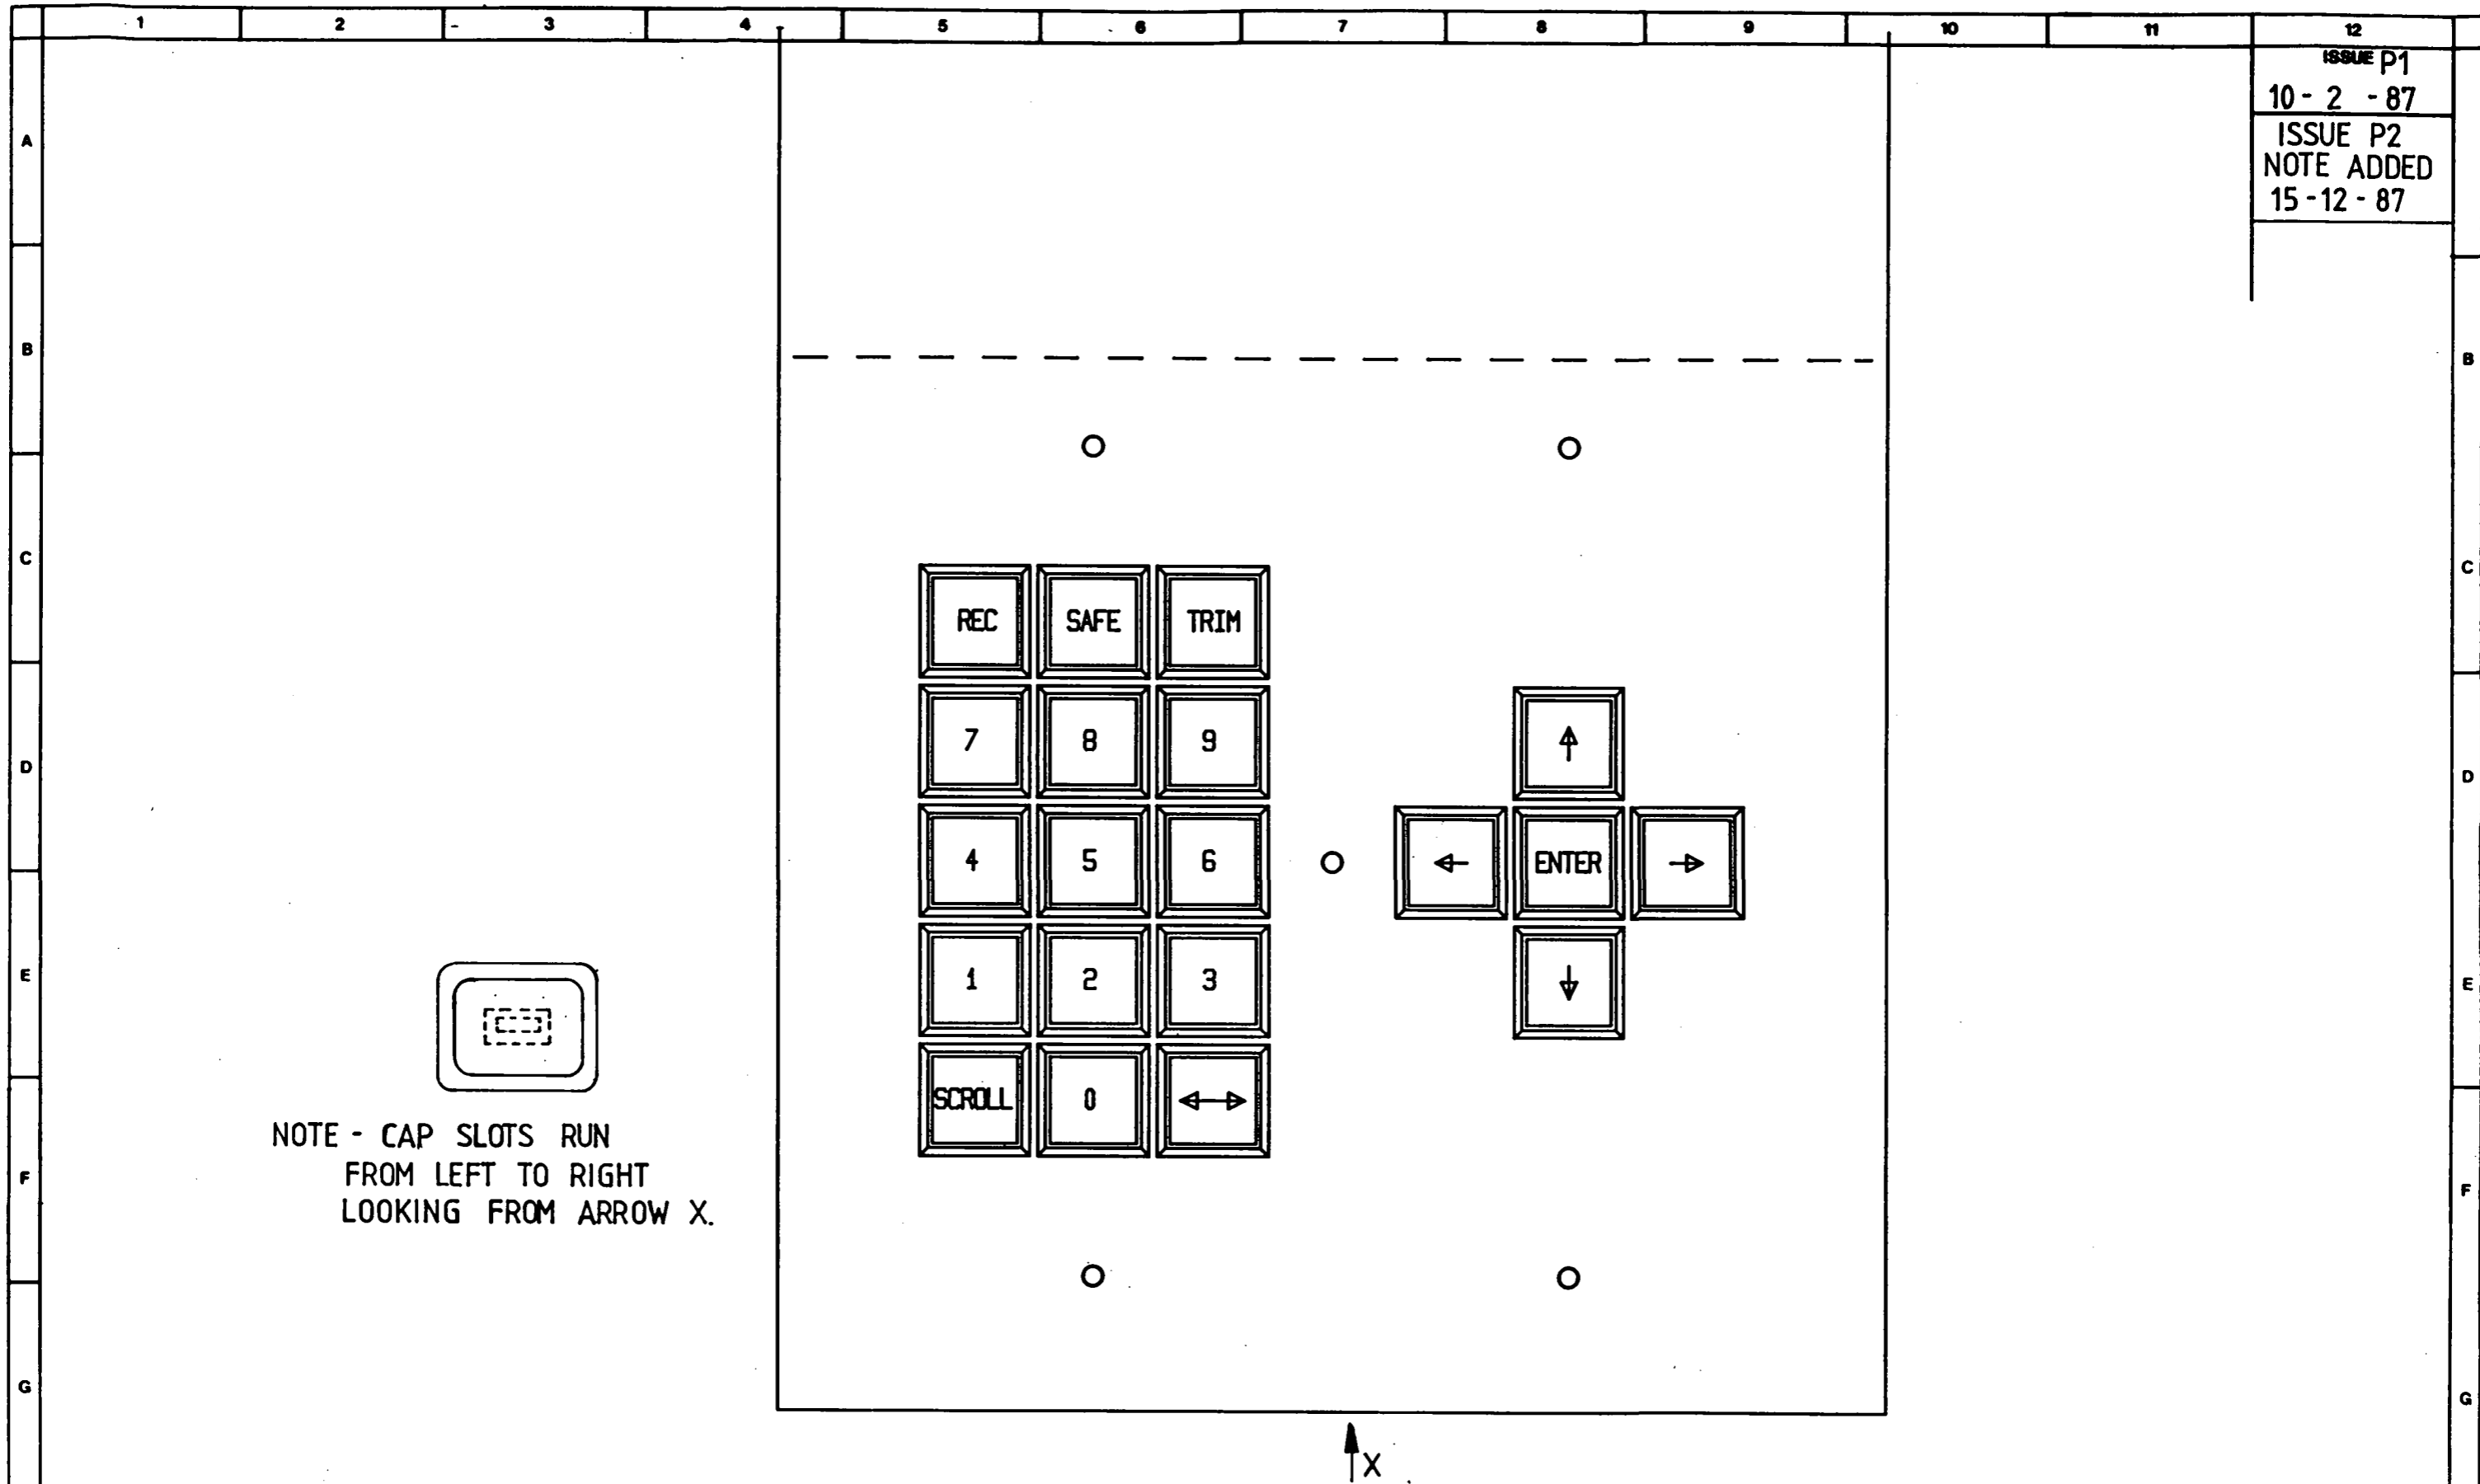 1 2 3 4 5 6 7 8 9 10 11 12
ISSUE P1
10 - 2 - 87
ISSUE P2
NOTE ADDED
15 - 12 - 87
A
B B
C C
REC SAFE TRIM
7 8 9 ↑
D D
4 5 6 ← ENTER →
E E
1 2 3 ↓
SCROLL 0 ↔
NOTE - CAP SLOTS RUN
FROM LEFT TO RIGHT
LOOKING FROM ARROW X.
F F
G G
X